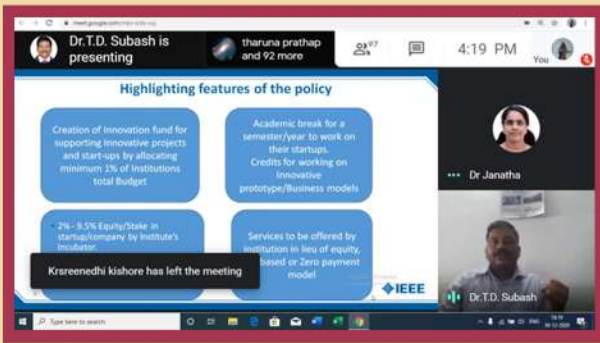 meet.google.com
Dr.T.D. Subash is
presenting
tharuna prathap
and 92 more
97
4:19 PM
You
Highlighting features of the policy
Creation of Innovation fund for
supporting Innovative projects
and start-ups by allocating
minimum 1% of Institutions
total Budget
Academic break for a
semester/year to work on
their startups.
Credits for working on
Innovative
prototype/Business models
2% - 9.5% Equity/Stake in
startup/company by Institute's
Incubator.
Services to be offered by
institution in lieu of equity,
based or Zero payment
model
Krsreenedhi kishore has left the meeting
IEEE
Dr Janatha
Dr.T.D. Subash
Type here to search